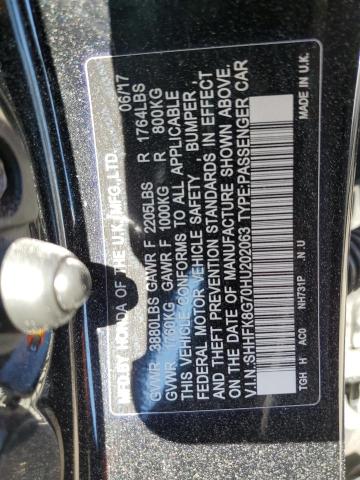 MFD.BY HONDA OF THE U.K. MFG.LTD. 06/17
GVWR 3880LBS GAWR F 2205LBS R 1764LBS
GVWR 1760KG GAWR F 1000KG R 800KG
THIS VEHICLE CONFORMS TO ALL APPLICABLE
FEDERAL MOTOR VEHICLE SAFETY , BUMPER ,
THEFT PREVENTION STANDARDS IN EFFECT
ON THE DATE OF MANUFACTURE SHOWN ABOVE.
V.I.N.:SHHFK8G70HU202063 TYPE:PASSENGER CAR
TGH H AC0 NH731P .N U MADE IN U.K.